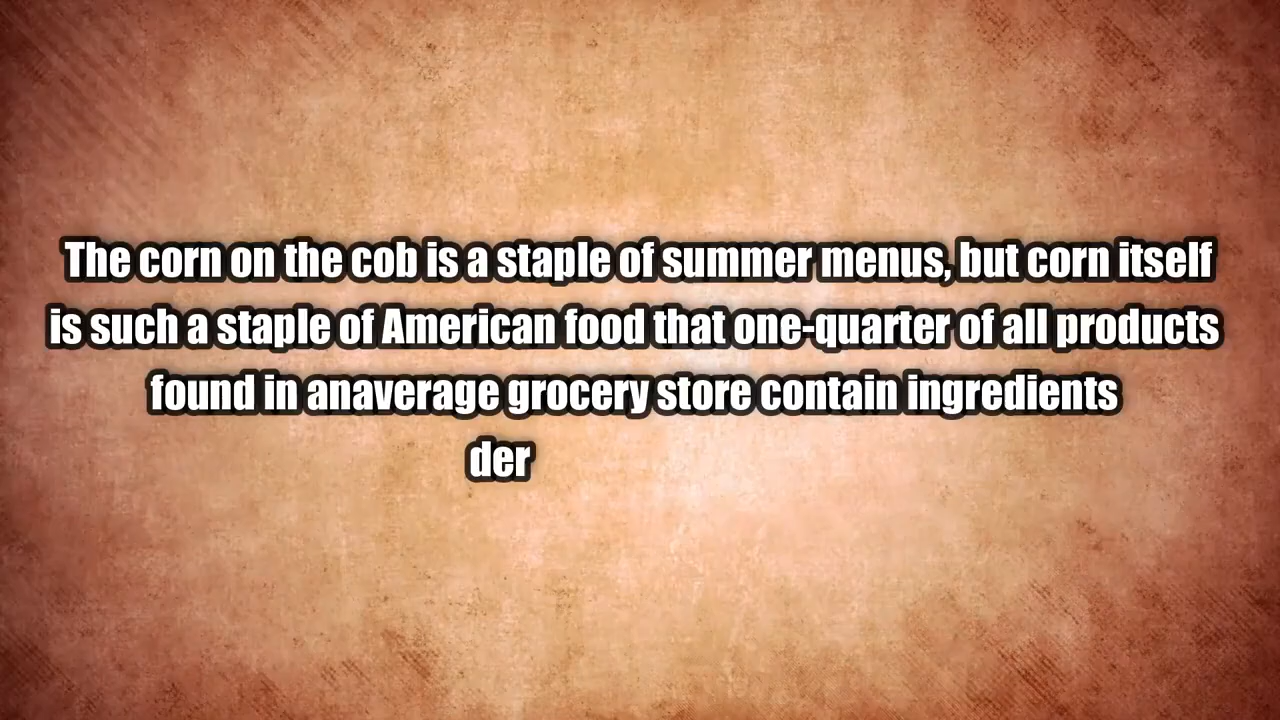 The corn on the cob is a staple of summer menus, but corn itself
is such a staple of American food that one-quarter of all products
found in anaverage grocery store contain ingredients
der